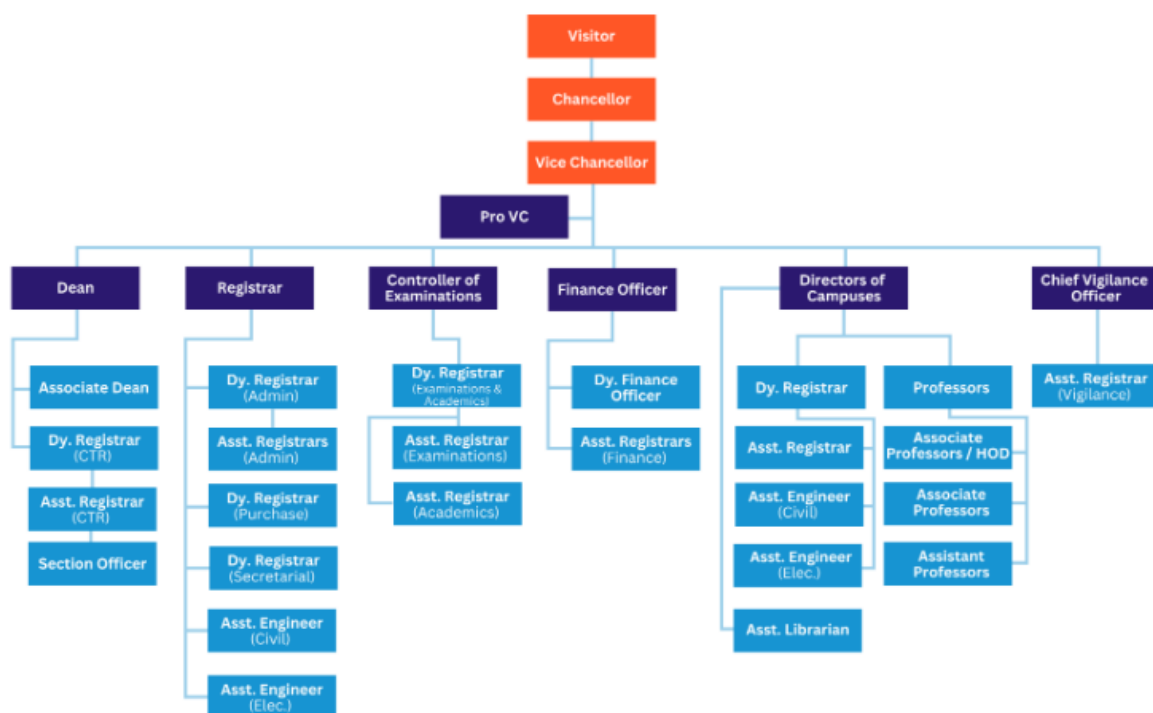 Visitor
Chancellor
Vice Chancellor
Pro VC
Dean
Registrar
Controller of
Examinations
Finance Officer
Directors of
Campuses
Chief Vigilance
Officer
Associate Dean
Dy. Registrar
(CTR)
Asst. Registrar
(CTR)
Section Officer
Dy. Registrar
(Admin)
Asst. Registrars
(Admin)
Dy. Registrar
(Purchase)
Dy. Registrar
(Secretarial)
Asst. Engineer
(Civil)
Asst. Engineer
(Elec.)
Dy. Registrar
(Examinations &
Academics)
Asst. Registrar
(Examinations)
Asst. Registrar
(Academics)
Dy. Finance
Officer
Asst. Registrars
(Finance)
Dy. Registrar
Asst. Registrar
Asst. Engineer
(Civil)
Asst. Engineer
(Elec.)
Asst. Librarian
Professors
Associate
Professors / HOD
Associate
Professors
Assistant
Professors
Asst. Registrar
(Vigilance)